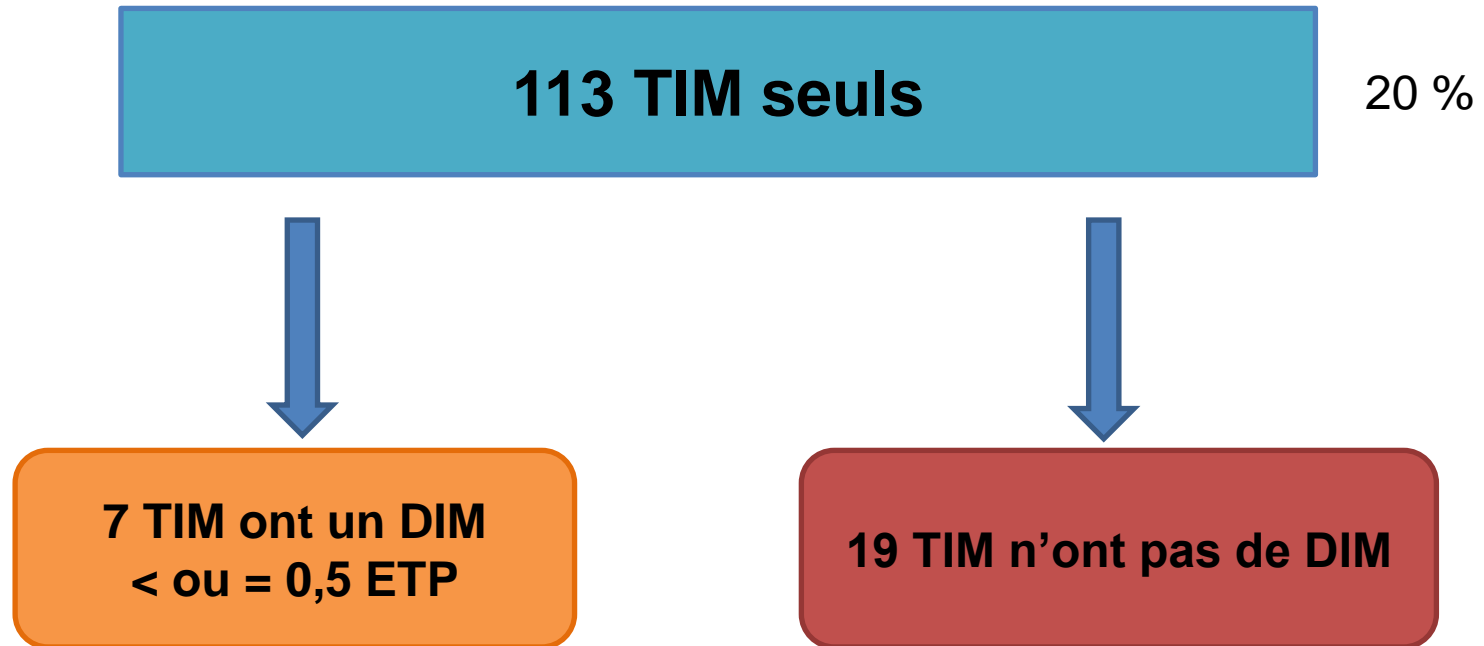 113 TIM seuls
20 %
7 TIM ont un DIM
< ou = 0,5 ETP
19 TIM n’ont pas de DIM